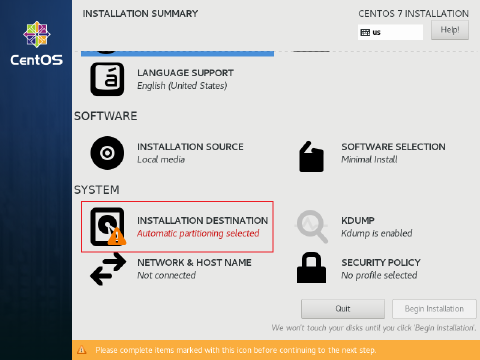 INSTALLATION SUMMARY
CENTOS 7 INSTALLATION
us
Help!
CentOS
LANGUAGE SUPPORT
English (United States)
SOFTWARE
INSTALLATION SOURCE
Local media
SOFTWARE SELECTION
Minimal Install
SYSTEM
INSTALLATION DESTINATION
Automatic partitioning selected
KDUMP
Kdump is enabled
NETWORK & HOST NAME
Not connected
SECURITY POLICY
No profile selected
Quit
Begin Installation
We won't touch your disks until you click 'Begin Installation'.
Please complete items marked with this icon before continuing to the next step.